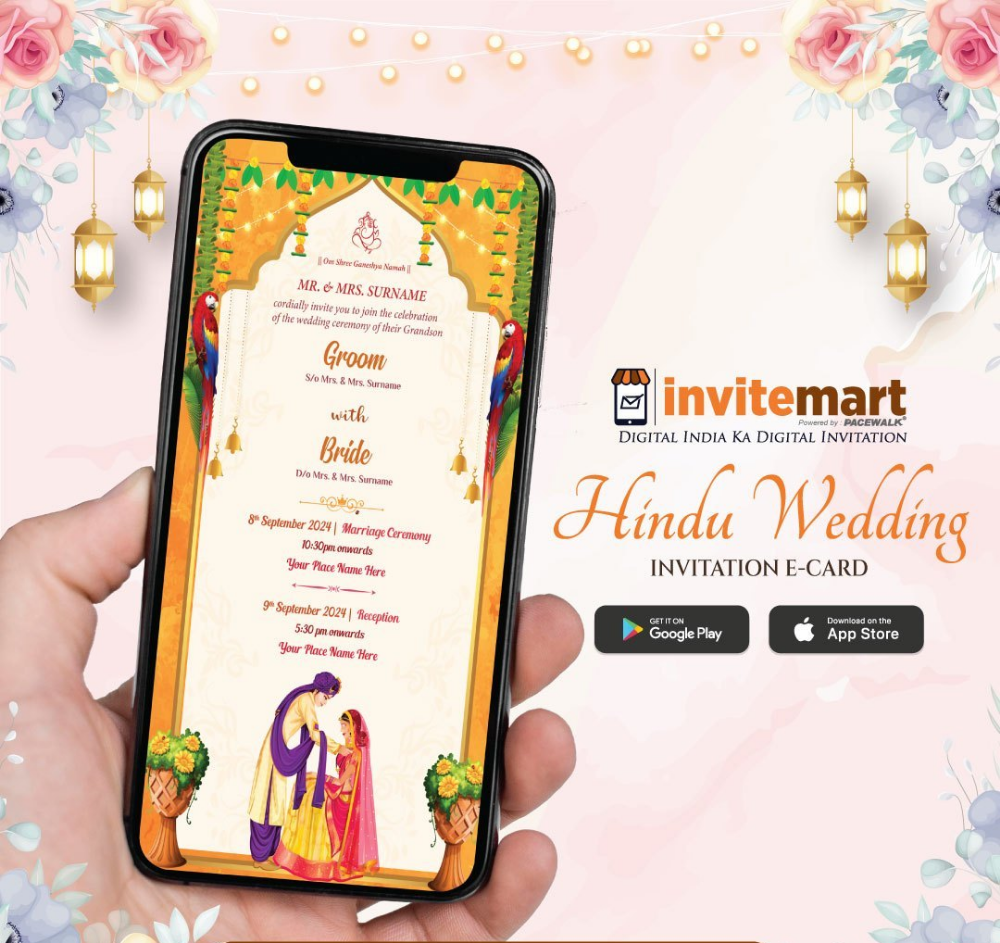 || Om Shree Ganeshya Namah ||
MR. & MRS. SURNAME
cordially invite you to join the celebration
of the wedding ceremony of their Grandson
Groom
S/o Mrs. & Mrs. Surname
with
Bride
D/o Mrs. & Mrs. Surname
8th September 2024 | Marriage Ceremony
10:30pm onwards
Your Place Name Here
9th September 2024 | Reception
5:30 pm onwards
Your Place Name Here
invitemart
Powered by : PACEWALK®
DIGITAL INDIA KA DIGITAL INVITATION
Hindu Wedding
INVITATION E-CARD
GET IT ON
Google Play
Download on the
App Store